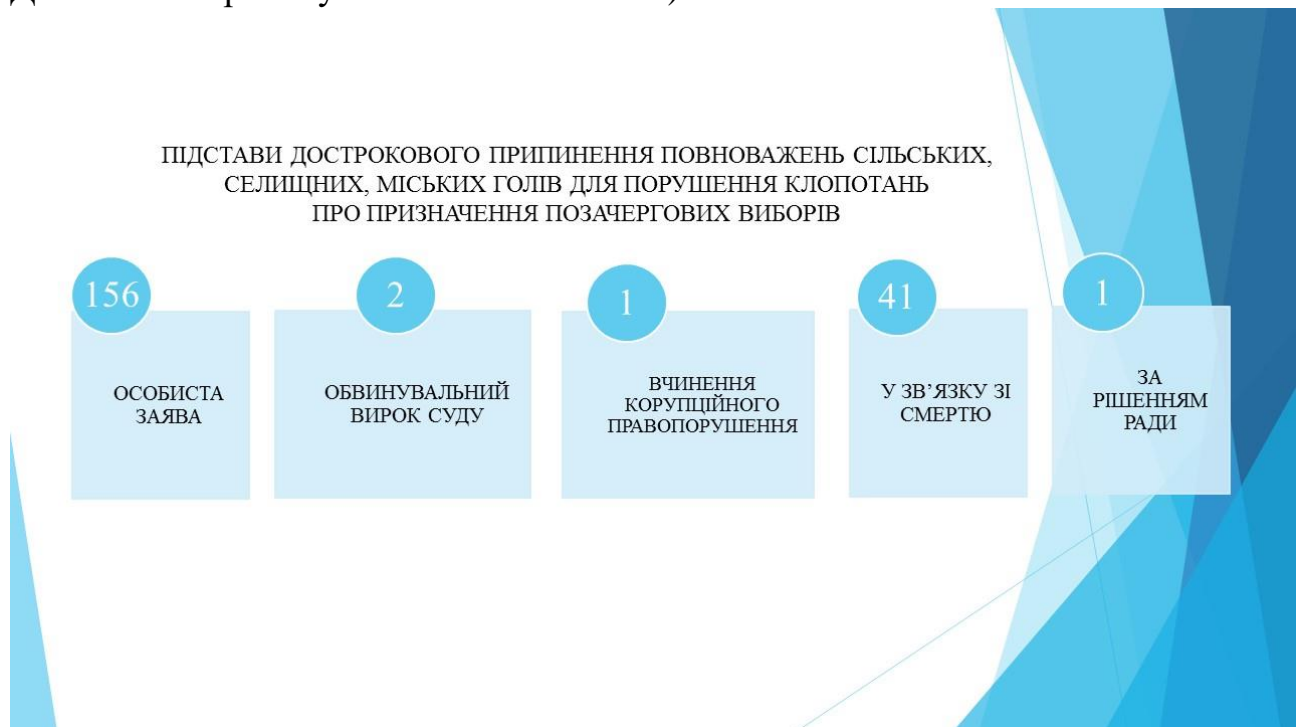 ПІДСТАВИ ДОСТРОКОВОГО ПРИПИНЕННЯ ПОВНОВАЖЕНЬ СІЛЬСЬКИХ,
СЕЛИЩНИХ, МІСЬКИХ ГОЛІВ ДЛЯ ПОРУШЕННЯ КЛОПОТАНЬ
ПРО ПРИЗНАЧЕННЯ ПОЗАЧЕРГОВИХ ВИБОРІВ
156
ОСОБИСТА
ЗАЯВА
2
ОБВИНУВАЛЬНИЙ
ВИРОК СУДУ
1
ВЧИНЕННЯ
КОРУПЦІЙНОГО
ПРАВОПОРУШЕННЯ
41
У ЗВ’ЯЗКУ ЗІ
СМЕРТЮ
1
ЗА
РІШЕННЯМ
РАДИ